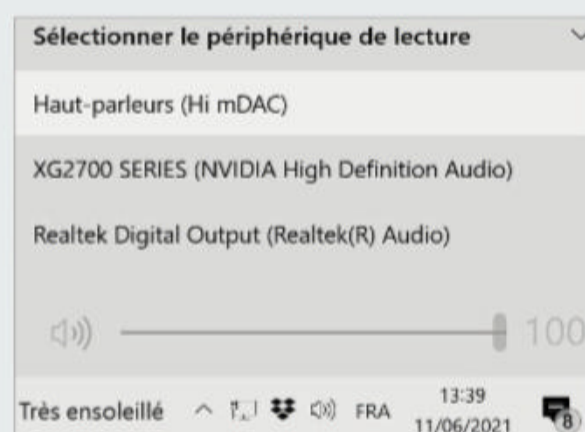 Sélectionner le périphérique de lecture
Haut-parleurs (Hi mDAC)
XG2700 SERIES (NVIDIA High Definition Audio)
Realtek Digital Output (Realtek(R) Audio)
100
Très ensoleillé FRA 13:39
11/06/2021 8